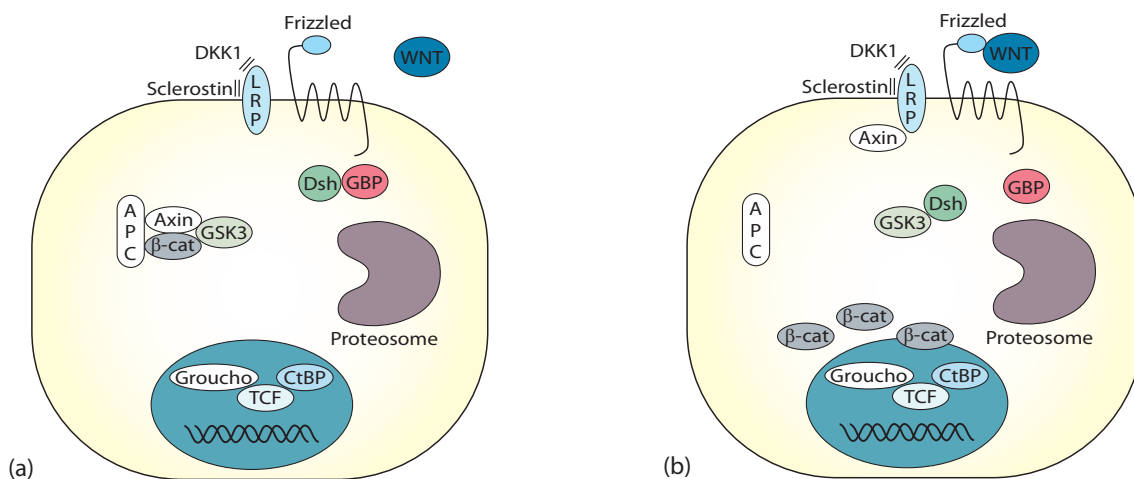 Frizzled
DKK1
WNT
Sclerostin
L
R
P
Dsh
GBP
A
P
C
Axin
β-cat
GSK3
Proteosome
Groucho
CtBP
TCF
(a)
Frizzled
DKK1
WNT
Sclerostin
L
R
P
Axin
GBP
Dsh
GSK3
A
P
C
β-cat
β-cat
β-cat
Proteosome
Groucho
CtBP
TCF
(b)